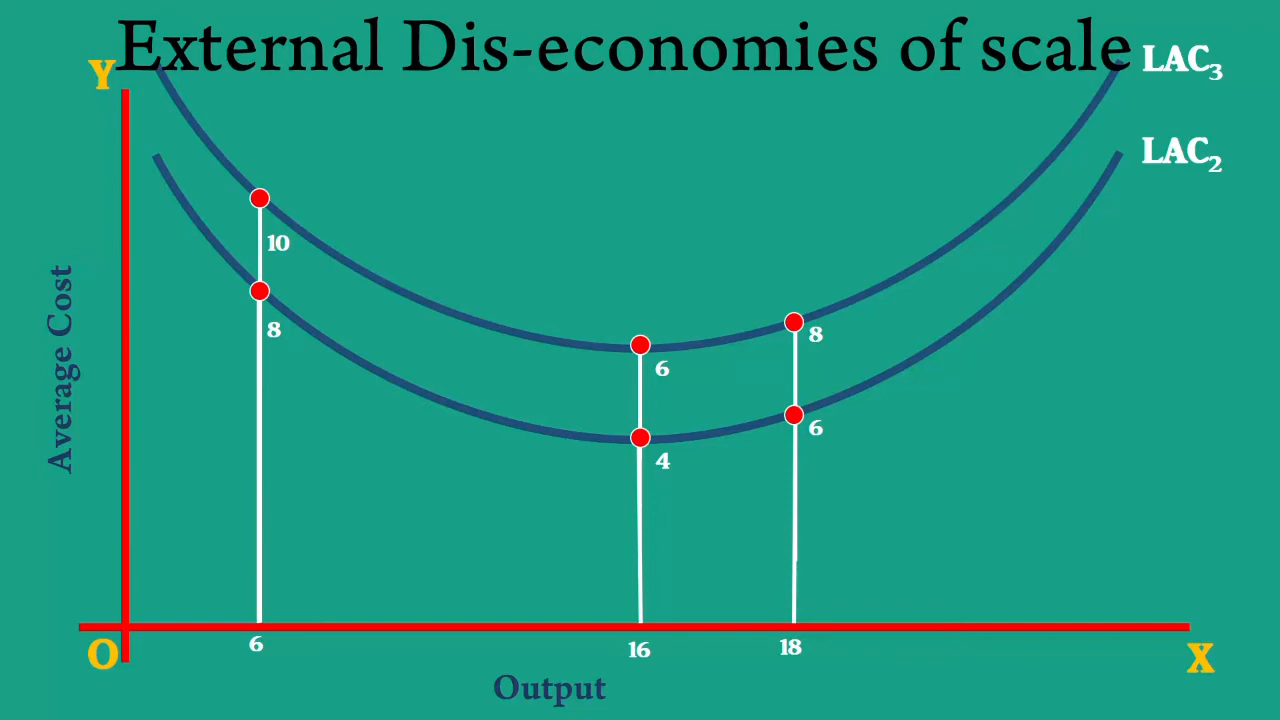 External Dis-economies of scale
Y
LAC3
LAC2
10
8
8
6
6
4
Average Cost
6
16
18
O
X
Output